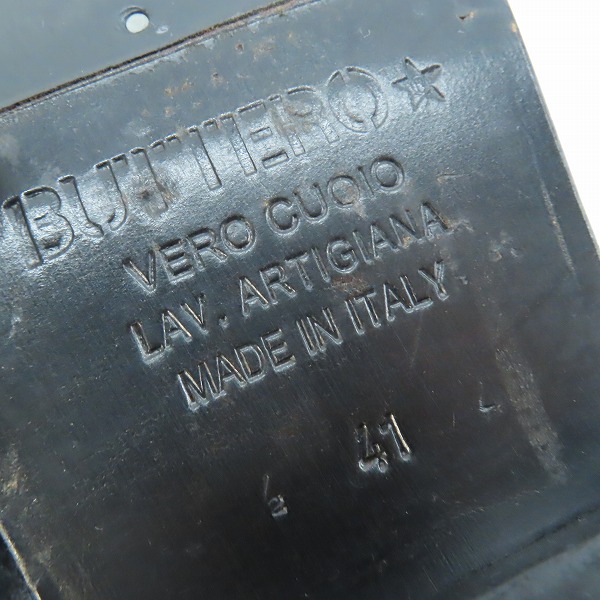 BUTTERO★
VERO CUOIO
LAV. ARTIGIANA
MADE IN ITALY
41